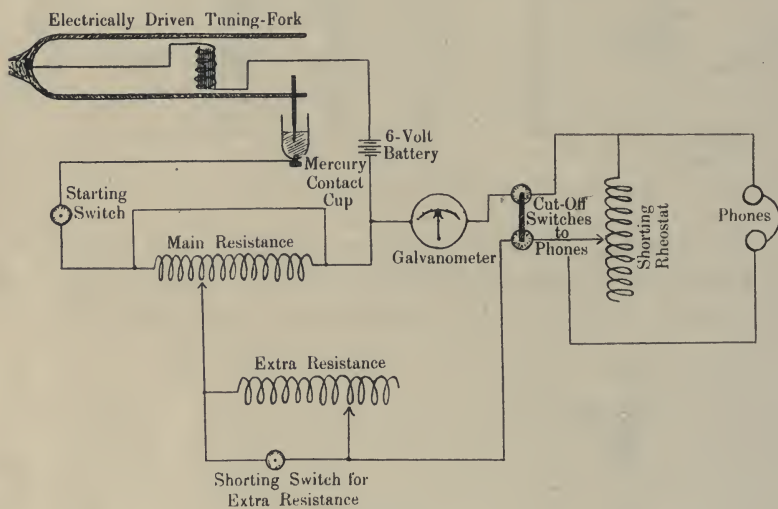 Electrically Driven Tuning-Fork
6-Volt
Battery
Mercury
Contact
Cup
Starting
Switch
Main Resistance
Galvanometer
Cut-Off
Switches
to
Phones
Shorting
Rheostat
Phones
Extra Resistance
Shorting Switch for
Extra Resistance